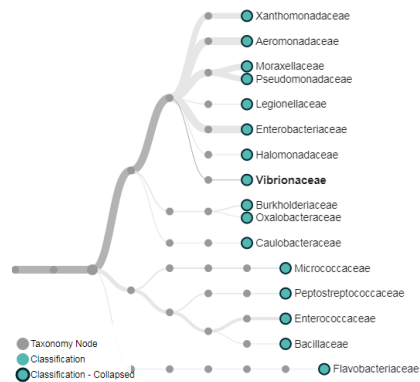 Xanthomonadaceae
Aeromonadaceae
Moraxellaceae
Pseudomonadaceae
Legionellaceae
Enterobacteriaceae
Halomonadaceae
Vibrionaceae
Burkholderiaceae
Oxalobacteraceae
Caulobacteraceae
Micrococcaceae
Peptostreptococcaceae
Enterococcaceae
Bacillaceae
Flavobacteriaceae
Taxonomy Node
Classification
Classification - Collapsed